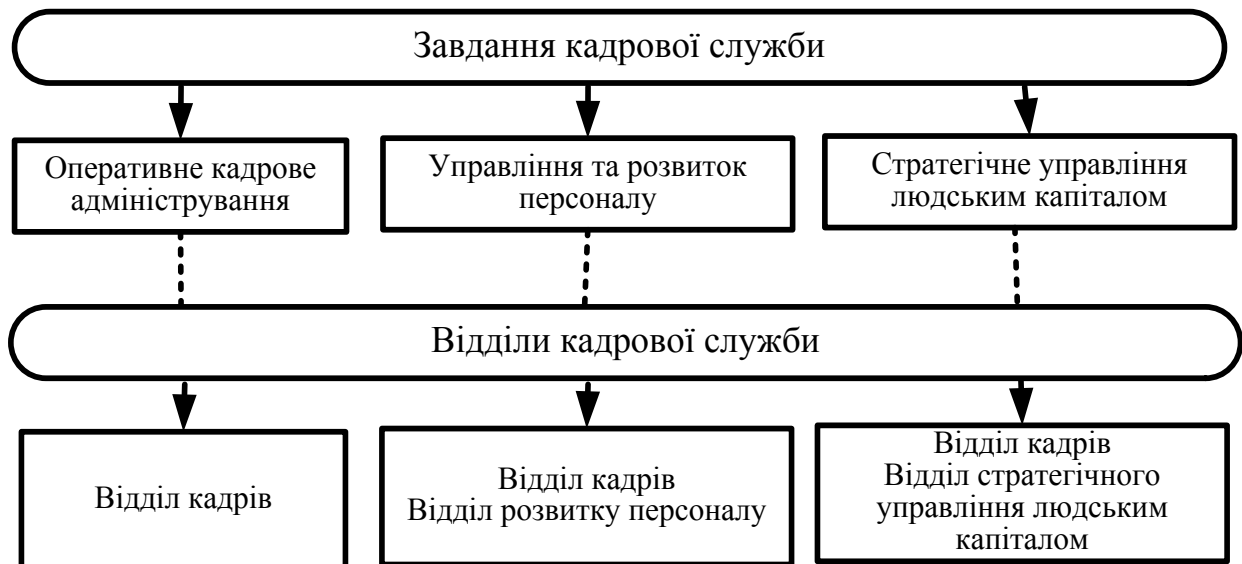 Завдання кадрової служби
Оперативне кадрове
адміністрування
Управління та розвиток
персоналу
Стратегічне управління
людським капіталом
Відділи кадрової служби
Відділ кадрів
Відділ кадрів
Відділ розвитку персоналу
Відділ кадрів
Відділ стратегічного
управління людським
капіталом